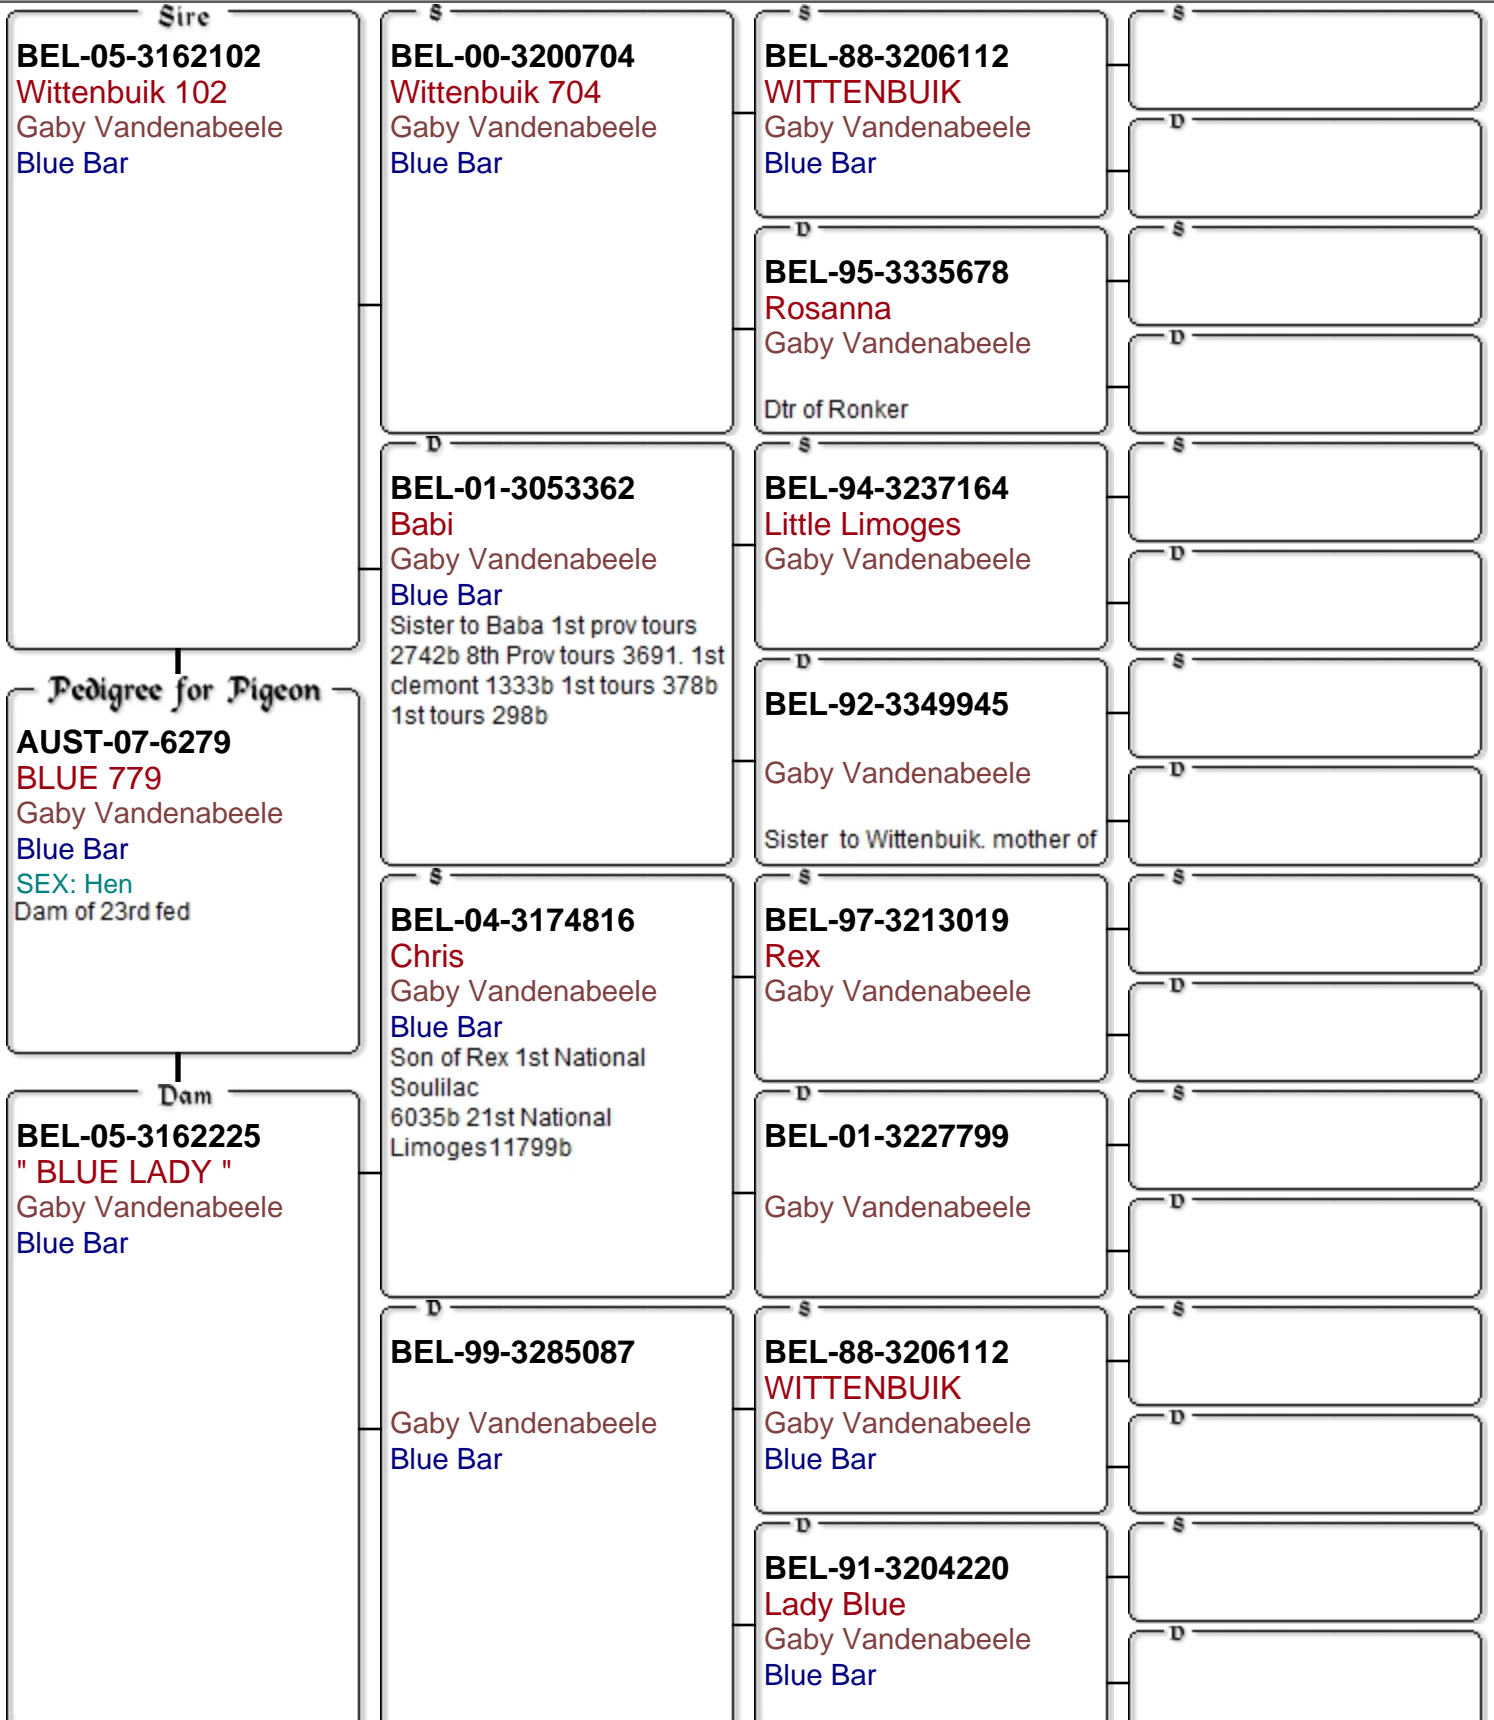 Sire
BEL-05-3162102
Wittenbuik 102
Gaby Vandenabeele
Blue Bar
Pedigree for Pigeon
AUST-07-6279
BLUE 779
Gaby Vandenabeele
Blue Bar
SEX: Hen
Dam of 23rd fed
Dam
BEL-05-3162225
" BLUE LADY "
Gaby Vandenabeele
Blue Bar
S
BEL-00-3200704
Wittenbuik 704
Gaby Vandenabeele
Blue Bar
D
BEL-01-3053362
Babi
Gaby Vandenabeele
Blue Bar
Sister to Baba 1st prov tours
2742b 8th Prov tours 3691. 1st
clemont 1333b 1st tours 378b
1st tours 298b
S
BEL-04-3174816
Chris
Gaby Vandenabeele
Blue Bar
Son of Rex 1st National
Soulilac
6035b 21st National
Limoges11799b
D
BEL-99-3285087
Gaby Vandenabeele
Blue Bar
S
BEL-88-3206112
WITTENBUIK
Gaby Vandenabeele
Blue Bar
D
BEL-95-3335678
Rosanna
Gaby Vandenabeele
Dtr of Ronker
S
BEL-94-3237164
Little Limoges
Gaby Vandenabeele
D
BEL-92-3349945
Gaby Vandenabeele
Sister to Wittenbuik. mother of
S
BEL-97-3213019
Rex
Gaby Vandenabeele
D
BEL-01-3227799
Gaby Vandenabeele
S
BEL-88-3206112
WITTENBUIK
Gaby Vandenabeele
Blue Bar
D
BEL-91-3204220
Lady Blue
Gaby Vandenabeele
Blue Bar
S
D
S
D
S
D
S
D
S
D
S
D
S
D
S
D